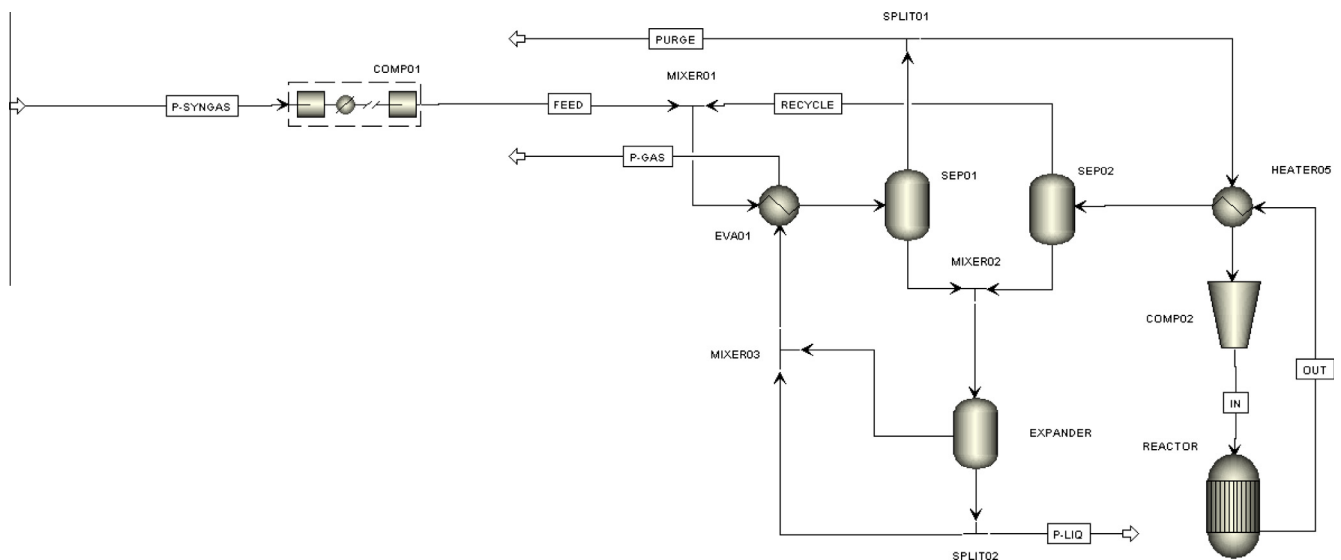 SPLIT01
PURGE
COMP01
MIXER01
P-SYNGAS
FEED
RECYCLE
P-GAS
SEP01
SEP02
HEATER05
EVA01
MIXER02
COMP02
MIXER03
OUT
IN
EXPANDER
REACTOR
P-LIQ
SPLIT02